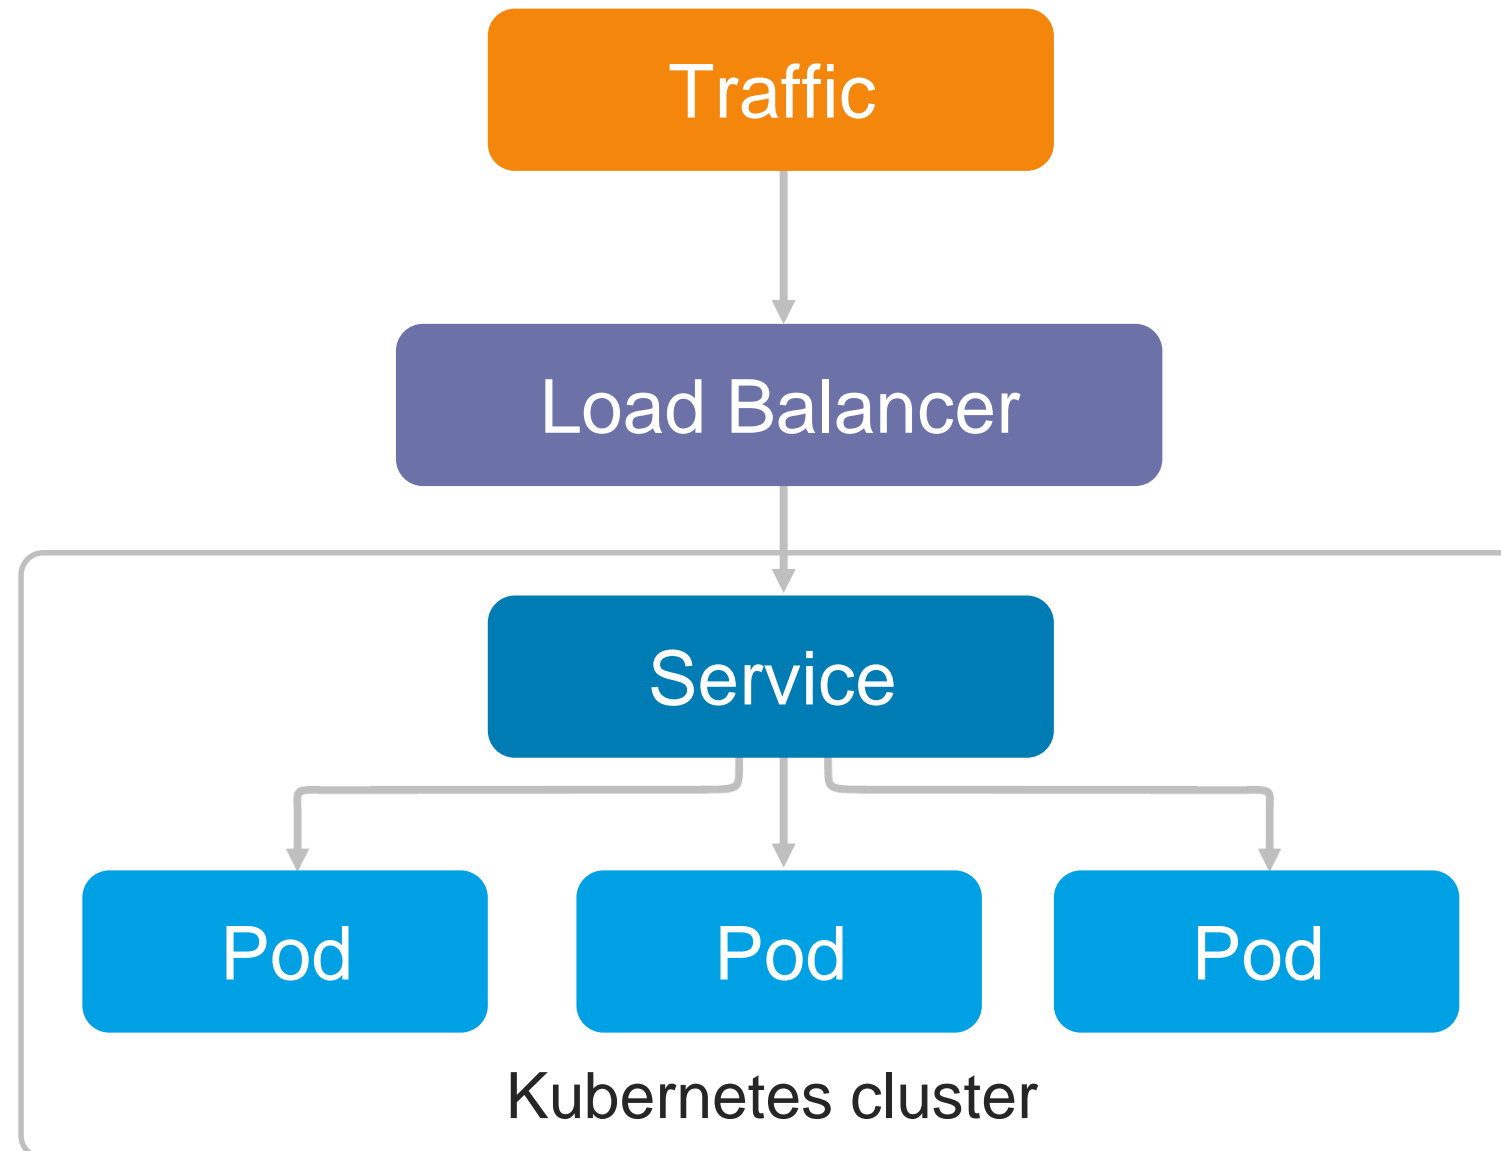 Traffic
Load Balancer
Service
Pod
Pod
Pod
Kubernetes cluster